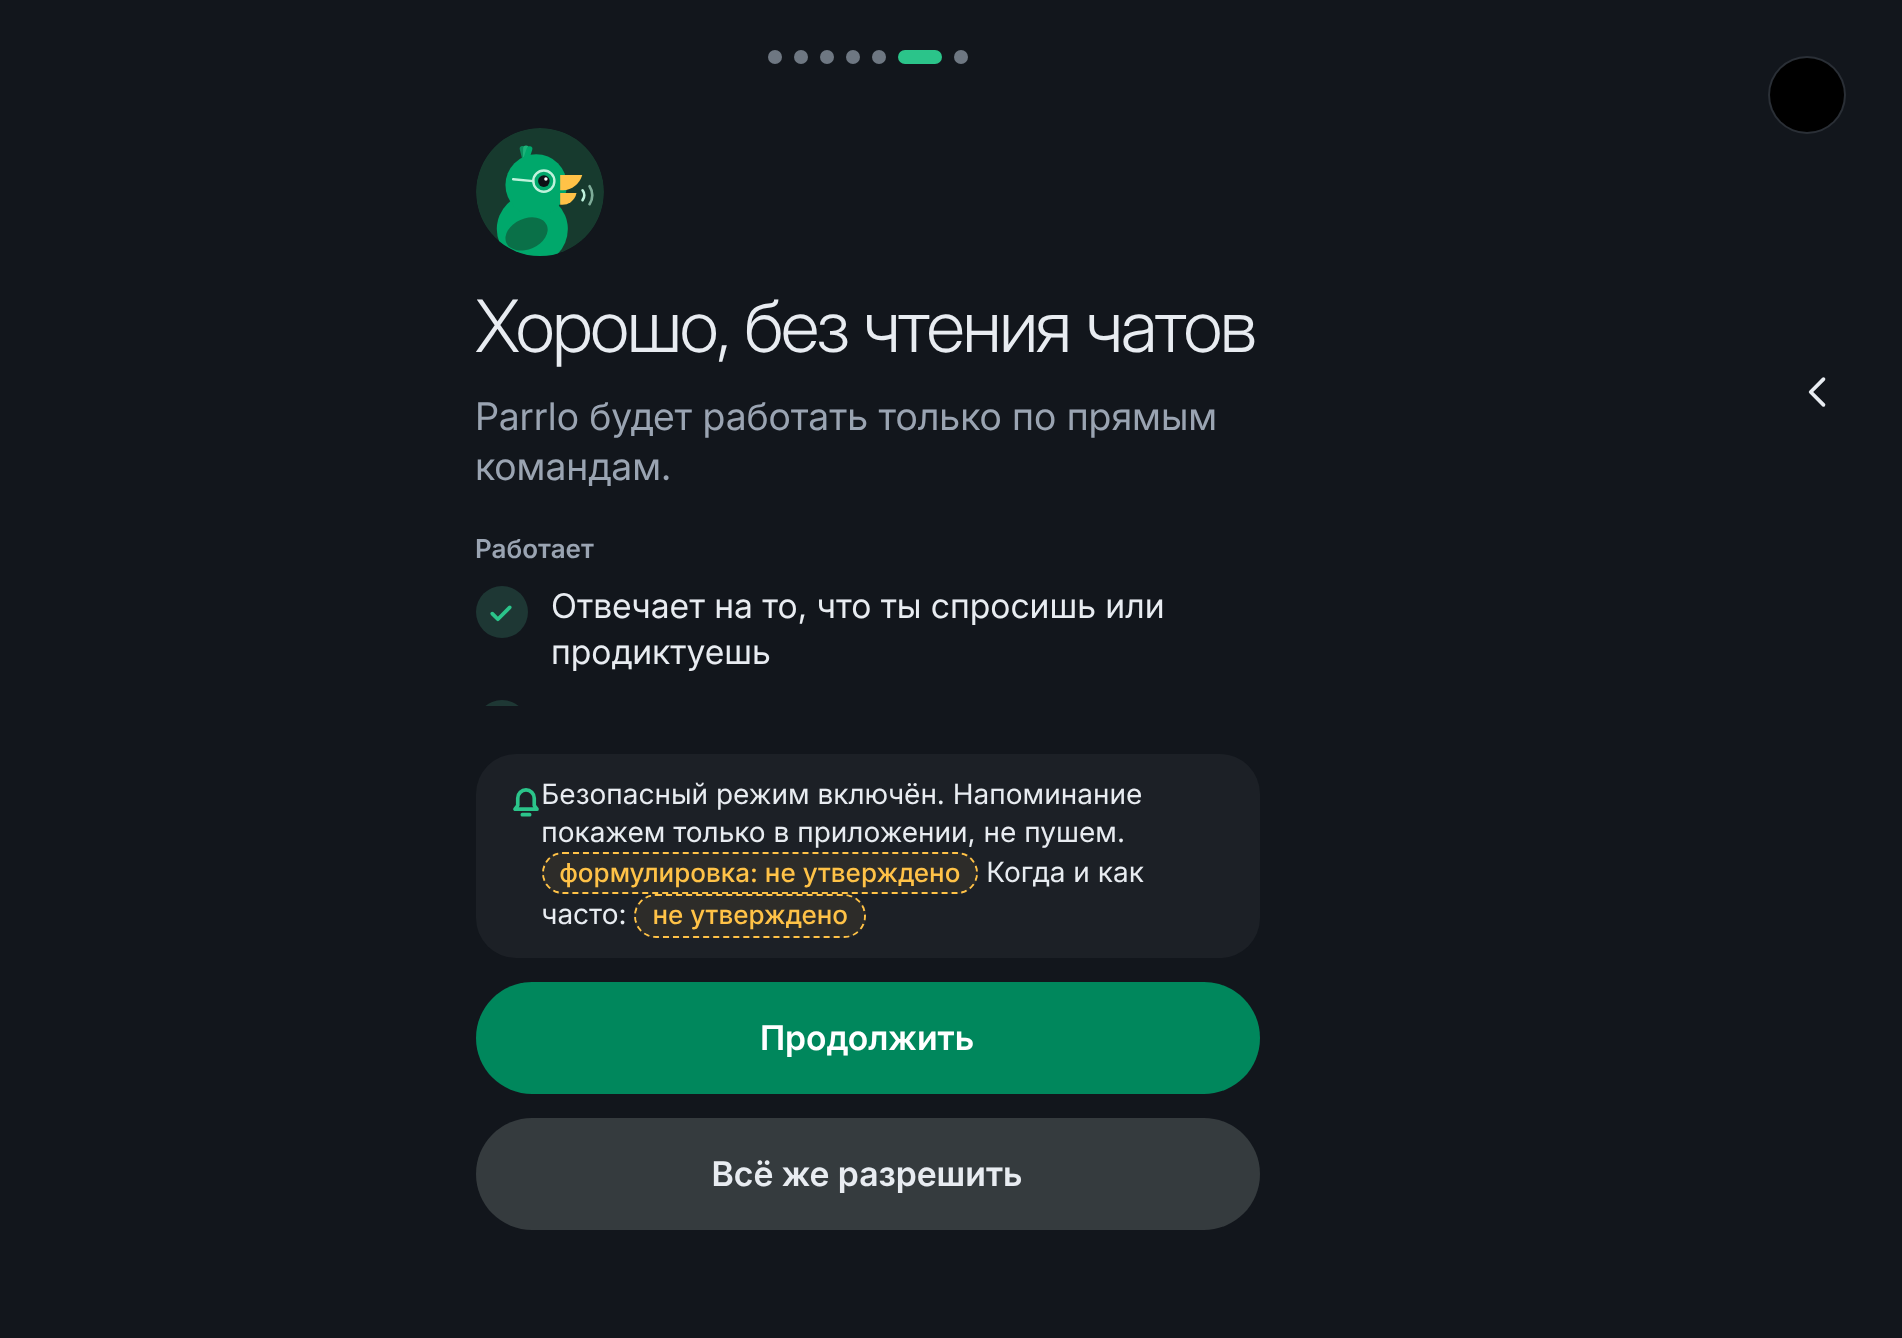 Хорошо, без чтения чатов
Parrlo будет работать только по прямым
командам.
Работает
Отвечает на то, что ты спросишь или
продиктуешь
Безопасный режим включён. Напоминание
покажем только в приложении, не пушем.
формулировка: не утверждено Когда и как
часто: не утверждено
Продолжить
Всё же разрешить